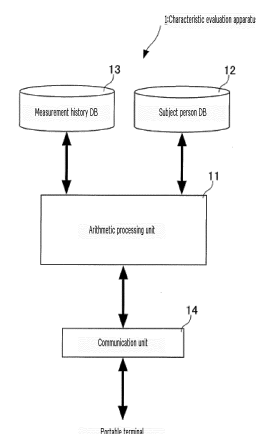 1:Characteristic evaluation apparatu
13
12
Measurement history DB
Subject person DB
11
Arithmetic processing unit
14
Communication unit
Portable terminal